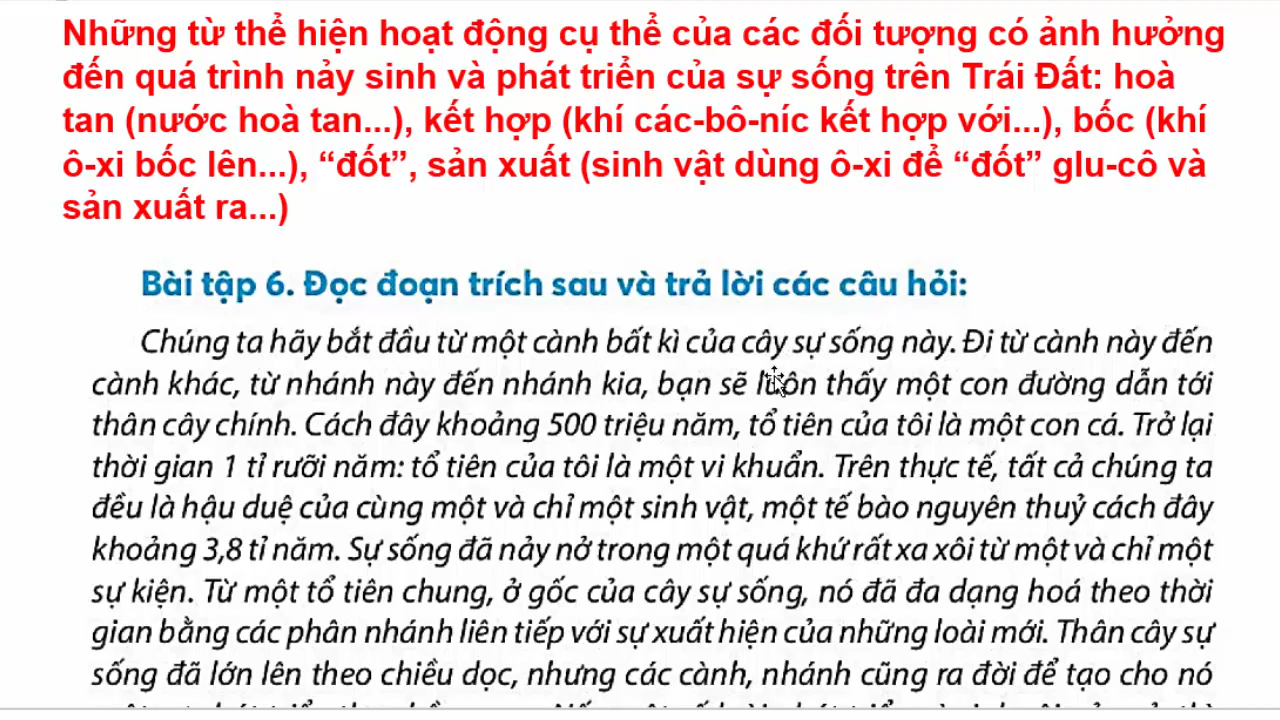 Những từ thể hiện hoạt động cụ thể của các đối tượng có ảnh hưởng
đến quá trình nảy sinh và phát triển của sự sống trên Trái Đất: hoà
tan (nước hoà tan...), kết hợp (khí các-bô-níc kết hợp với...), bốc (khí
ô-xi bốc lên...), “đốt”, sản xuất (sinh vật dùng ô-xi để “đốt” glu-cô và
sản xuất ra...)
Bài tập 6. Đọc đoạn trích sau và trả lời các câu hỏi:
Chúng ta hãy bắt đầu từ một cành bất kì của cây sự sống này. Đi từ cành này đến
cành khác, từ nhánh này đến nhánh kia, bạn sẽ luôn thấy một con đường dẫn tới
thân cây chính. Cách đây khoảng 500 triệu năm, tổ tiên của tôi là một con cá. Trở lại
thời gian 1 tỉ rưỡi năm: tổ tiên của tôi là một vi khuẩn. Trên thực tế, tất cả chúng ta
đều là hậu duệ của cùng một và chỉ một sinh vật, một tế bào nguyên thuỷ cách đây
khoảng 3,8 tỉ năm. Sự sống đã nảy nở trong một quá khứ rất xa xôi từ một và chỉ một
sự kiện. Từ một tổ tiên chung, ở gốc của cây sự sống, nó đã đa dạng hoá theo thời
gian bằng các phân nhánh liên tiếp với sự xuất hiện của những loài mới. Thân cây sự
sống đã lớn lên theo chiều dọc, nhưng các cành, nhánh cũng ra đời để tạo cho nó